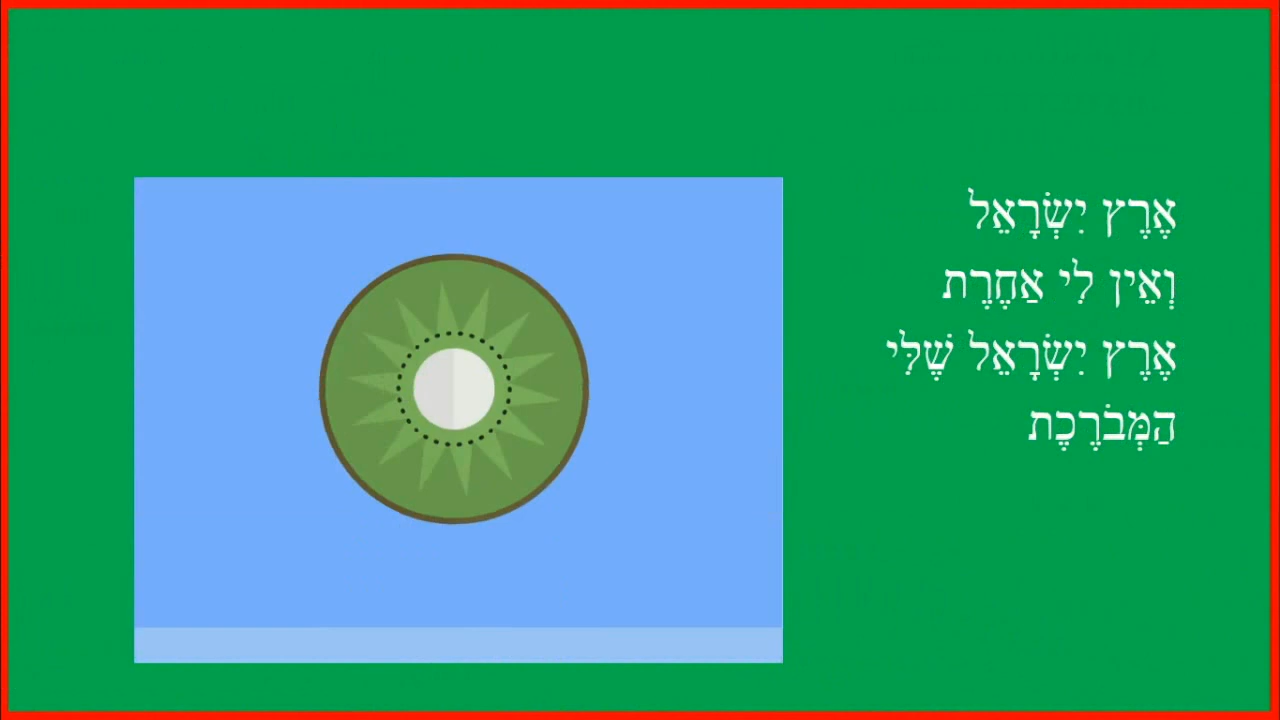 אֶרֶץ יִשְׂרָאֵל
וְאֵין לִי אַחֶרֶת
אֶרֶץ יִשְׂרָאֵל שֶׁלִּי
הַמְּבֹרֶכֶת